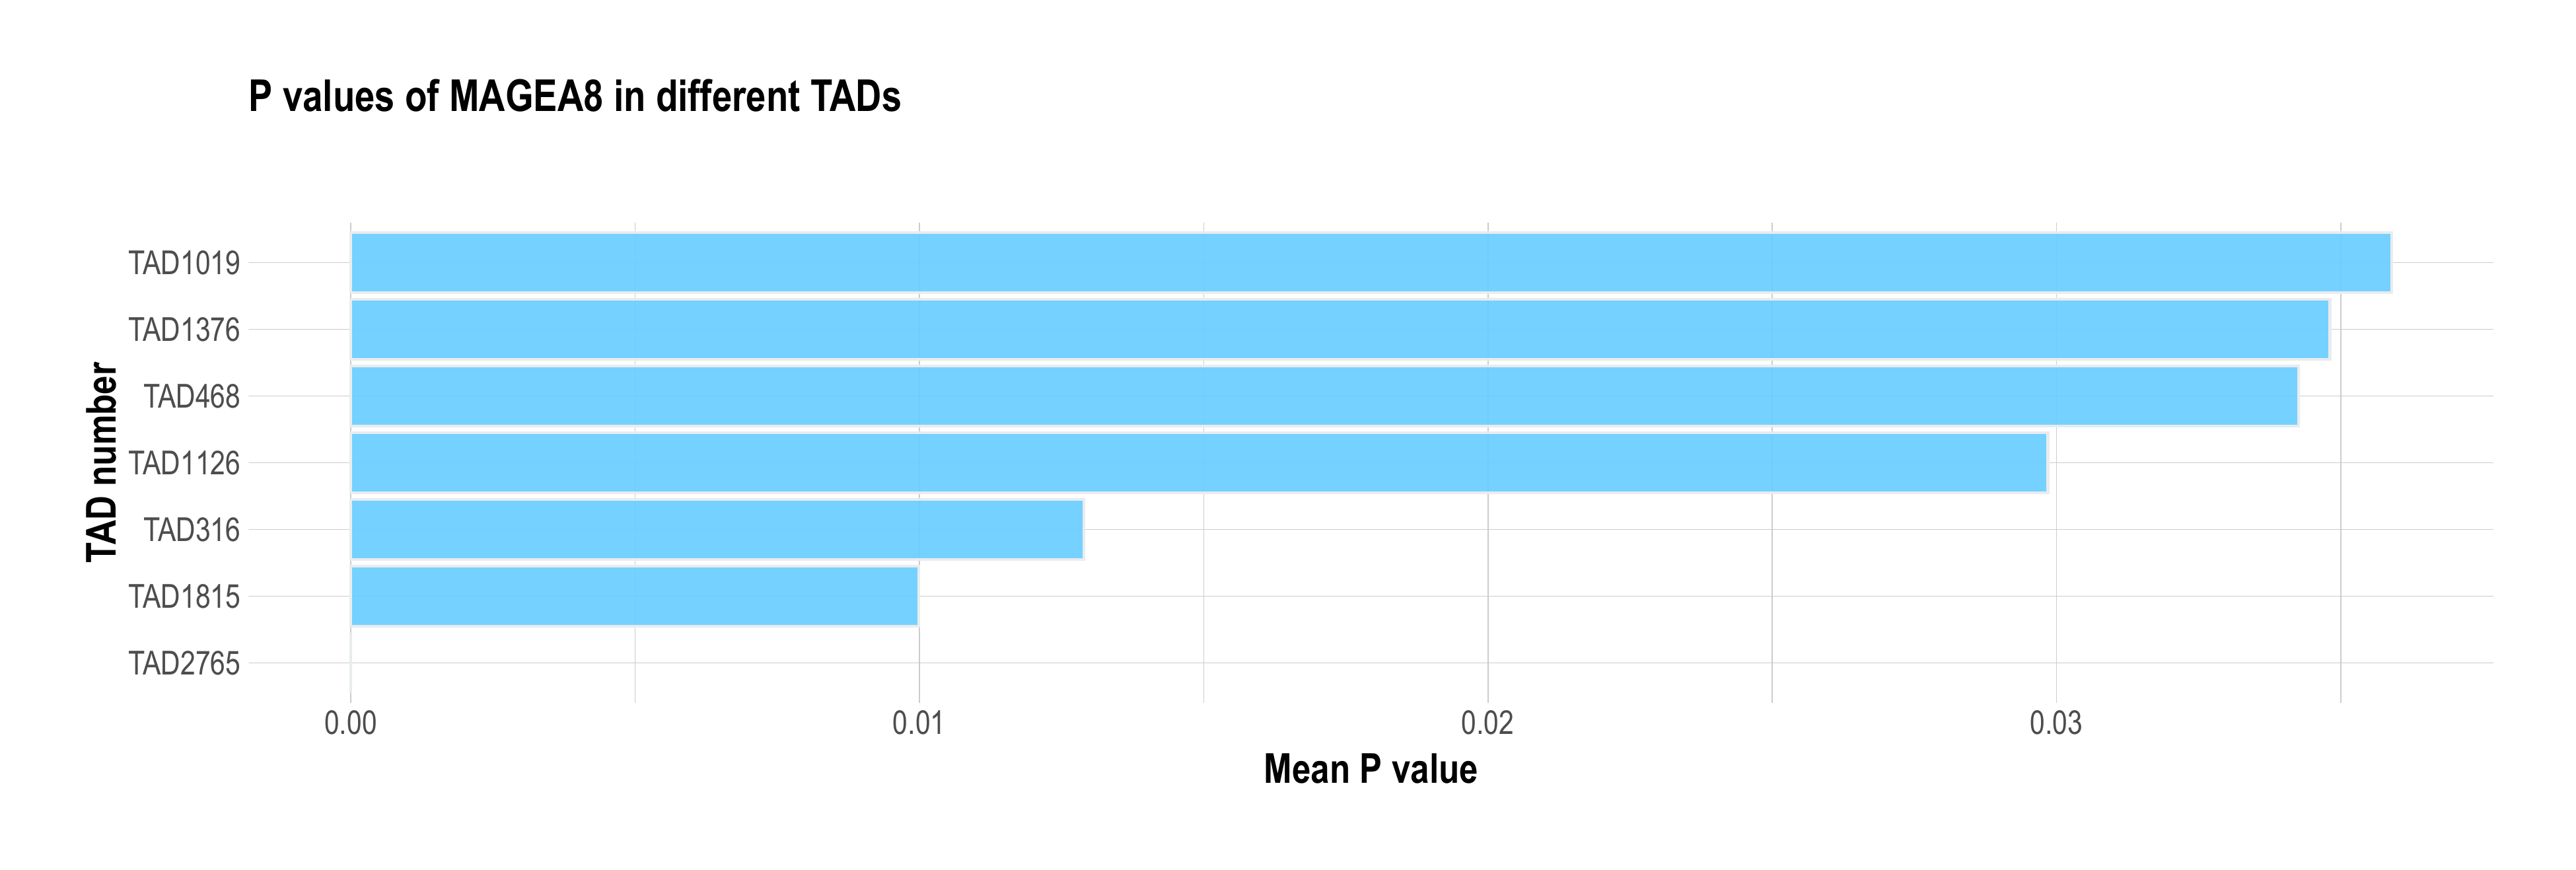 P values of MAGEA8 in different TADs
TAD number
TAD1019
TAD1376
TAD468
TAD1126
TAD316
TAD1815
TAD2765
0.00 0.01 0.02 0.03
Mean P value